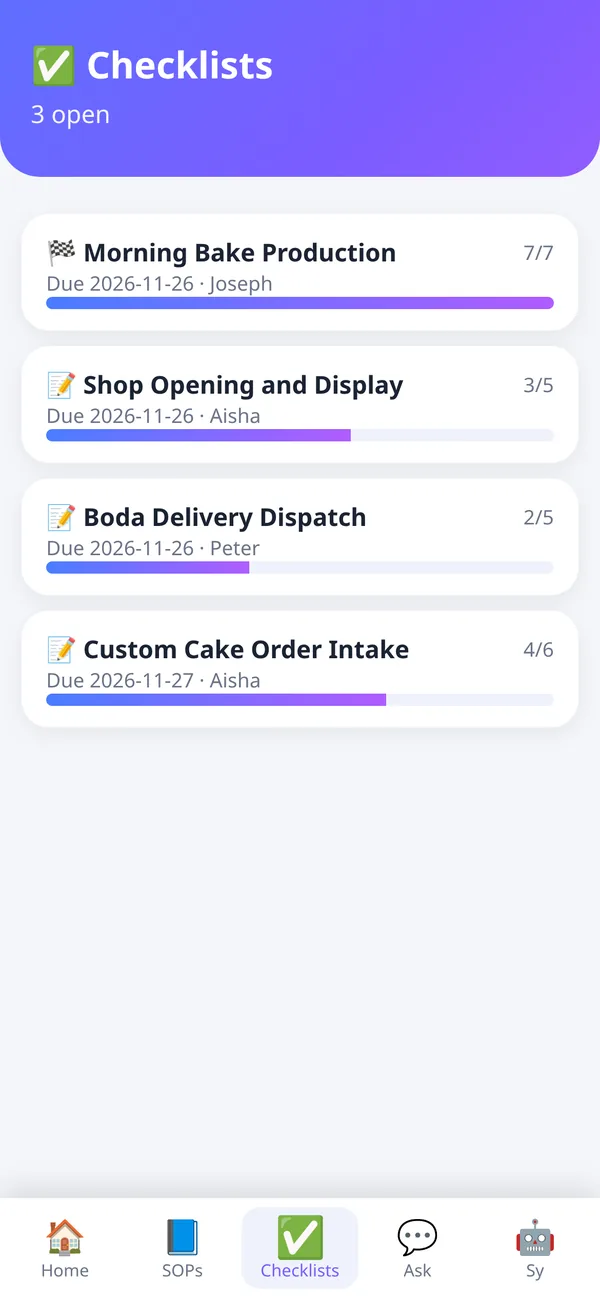 ✅ Checklists
3 open
🏁 Morning Bake Production 7/7
Due 2026-11-26 · Joseph
📝 Shop Opening and Display 3/5
Due 2026-11-26 · Aisha
📝 Boda Delivery Dispatch 2/5
Due 2026-11-26 · Peter
📝 Custom Cake Order Intake 4/6
Due 2026-11-27 · Aisha
Home SOPs Checklists Ask Sy